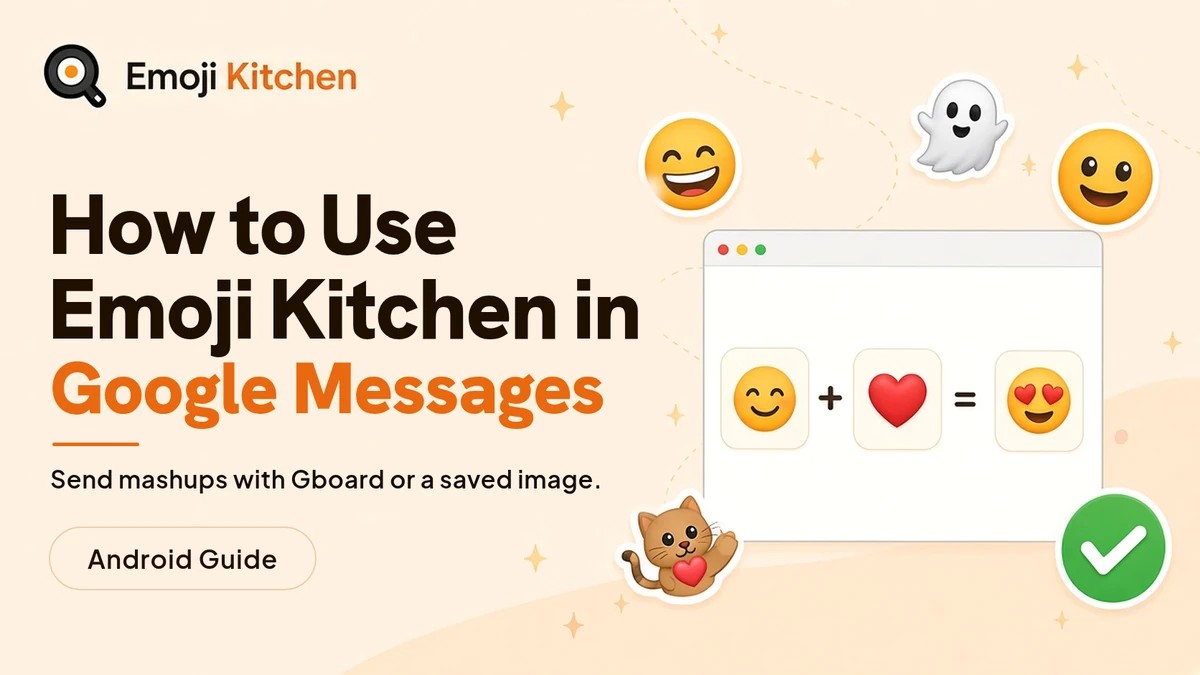 Emoji Kitchen
How to Use
Emoji Kitchen in
Google Messages
Send mashups with Gboard or a saved image.
Android Guide
+ =